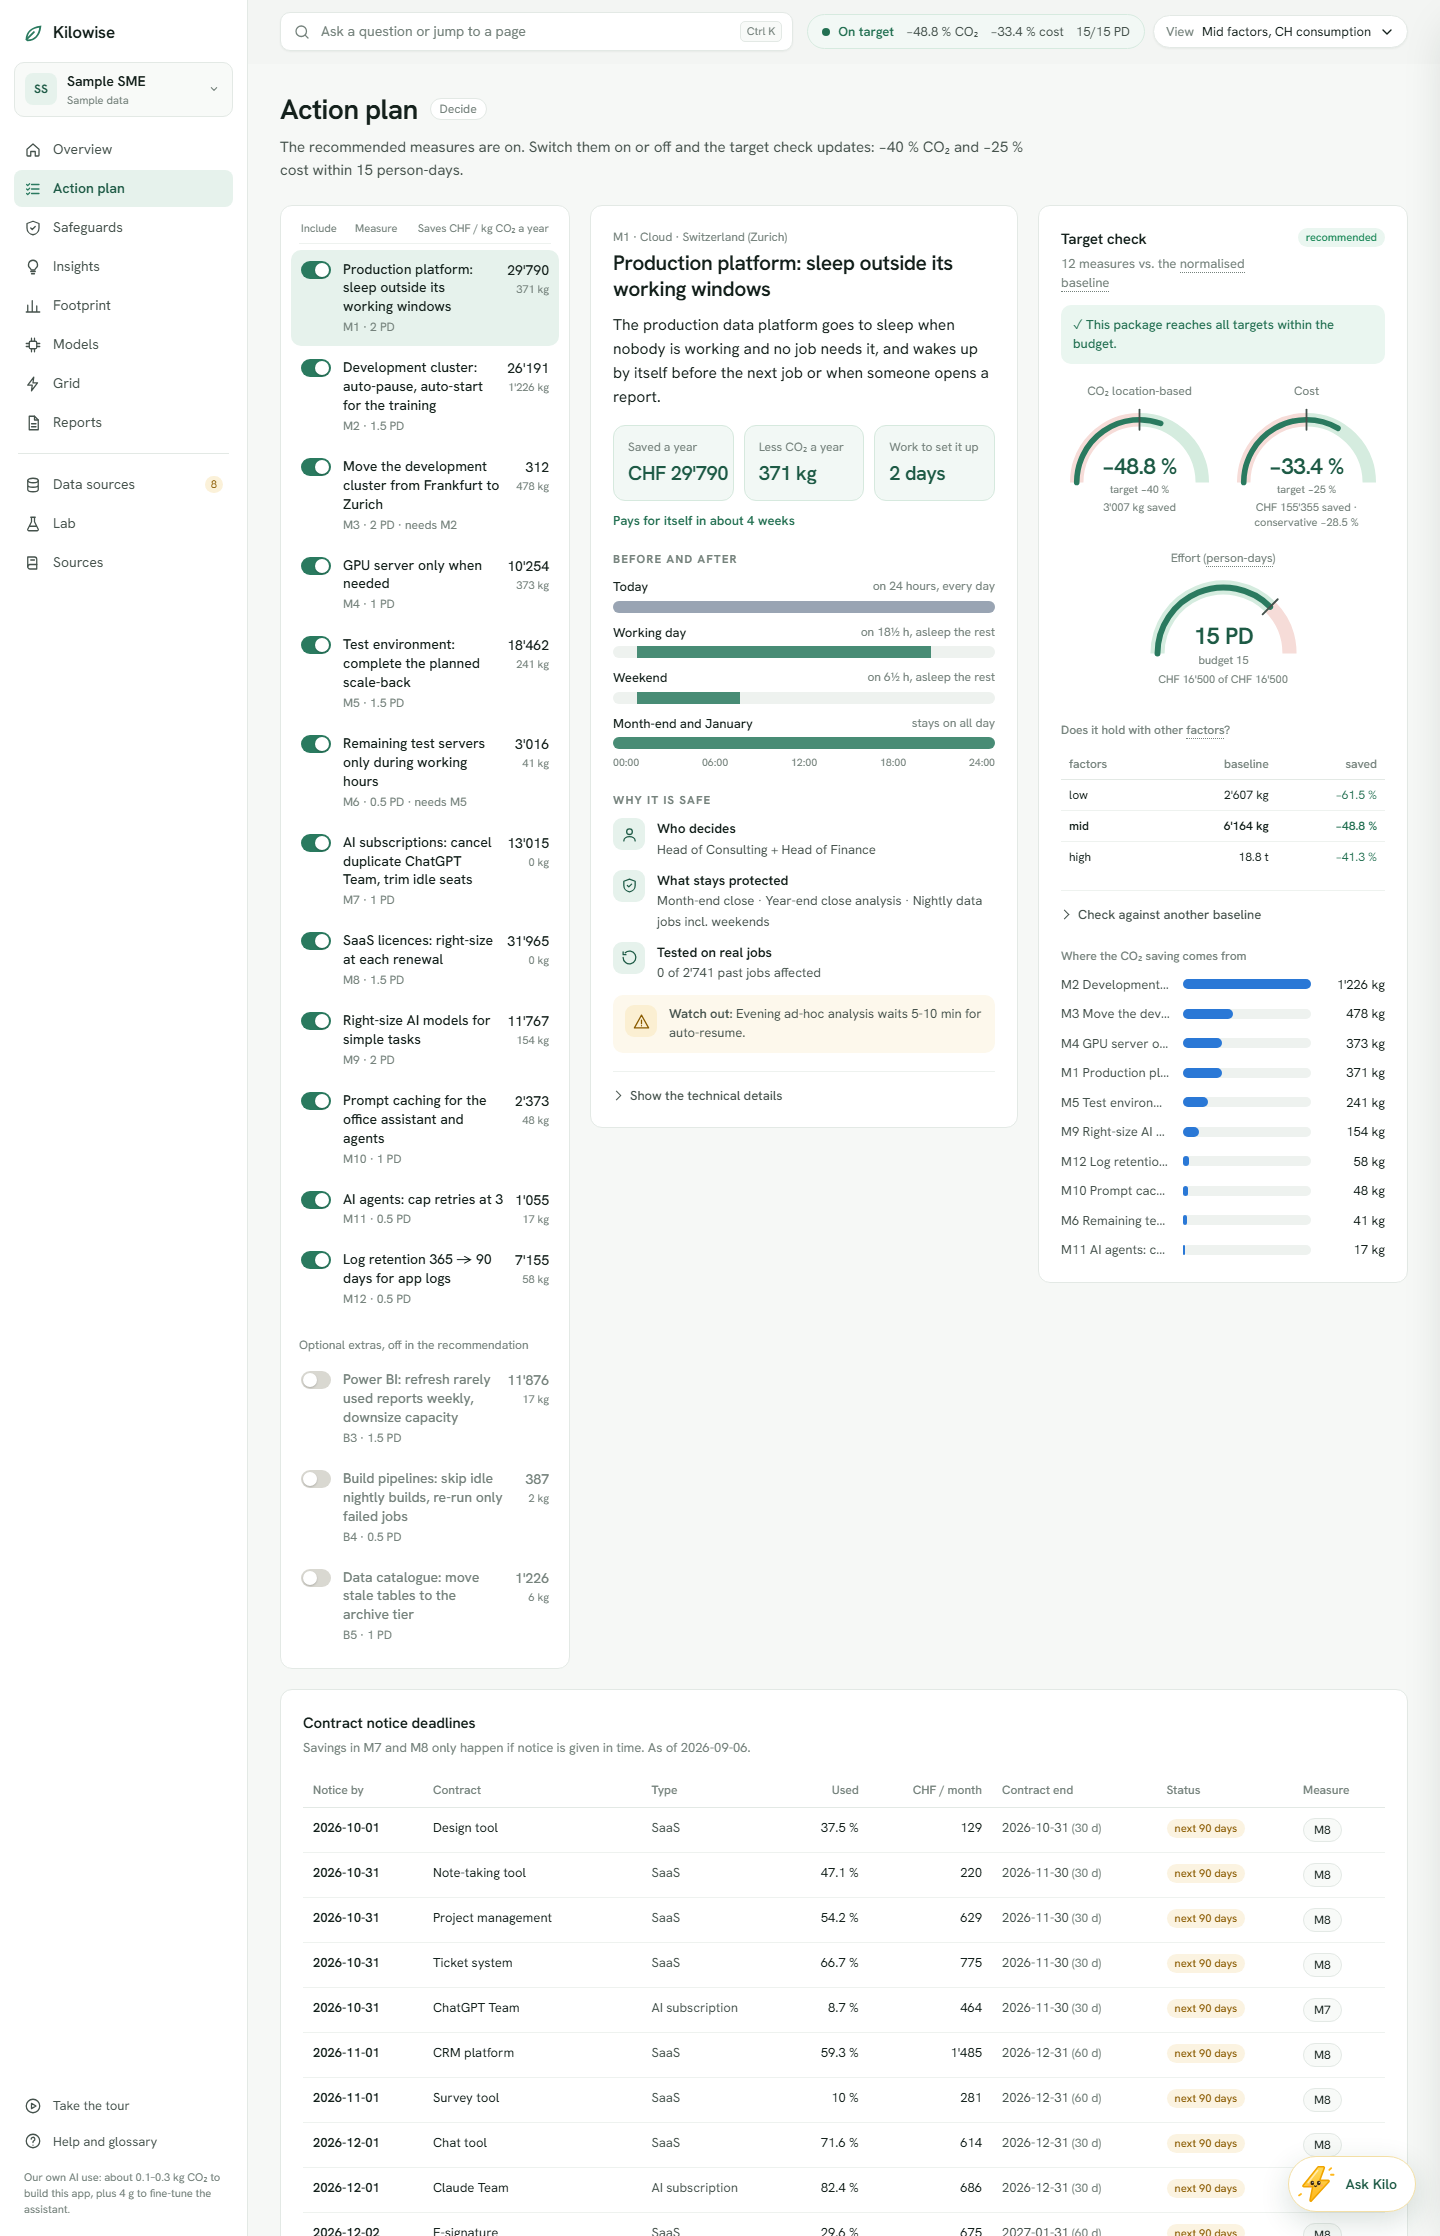 Kilowise
SS
Sample SME
Sample data
Overview
Action plan
Safeguards
Insights
Footprint
Models
Grid
Reports
Data sources
8
Lab
Sources
Take the tour
Help and glossary
Our own AI use: about 0.1–0.3 kg CO₂ to
build this app, plus 4 g to fine-tune the
assistant.
Ask a question or jump to a page
Ctrl K
On target −48.8 % CO₂ −33.4 % cost 15/15 PD
View Mid factors, CH consumption
Action plan
Decide
The recommended measures are on. Switch them on or off and the target check updates: −40 % CO₂ and −25 %
cost within 15 person-days.
Include Measure Saves CHF / kg CO₂ a year
Production platform: 29'790
sleep outside its 371 kg
working windows
M1 · 2 PD
Development cluster: 26'191
auto-pause, auto-start 1'226 kg
for the training
M2 · 1.5 PD
Move the development 312
cluster from Frankfurt to 478 kg
Zurich
M3 · 2 PD · needs M2
GPU server only when 10'254
needed 373 kg
M4 · 1 PD
Test environment: 18'462
complete the planned 241 kg
scale-back
M5 · 1.5 PD
Remaining test servers 3'016
only during working 41 kg
hours
M6 · 0.5 PD · needs M5
AI subscriptions: cancel 13'015
duplicate ChatGPT 0 kg
Team, trim idle seats
M7 · 1 PD
SaaS licences: right-size 31'965
at each renewal 0 kg
M8 · 1.5 PD
Right-size AI models for 11'767
simple tasks 154 kg
M9 · 2 PD
Prompt caching for the 2'373
office assistant and 48 kg
agents
M10 · 1 PD
AI agents: cap retries at 3 1'055
M11 · 0.5 PD 17 kg
Log retention 365 → 90 7'155
days for app logs 58 kg
M12 · 0.5 PD
Optional extras, off in the recommendation
Power BI: refresh rarely 11'876
used reports weekly, 17 kg
downsize capacity
B3 · 1.5 PD
Build pipelines: skip idle 387
nightly builds, re-run only 2 kg
failed jobs
B4 · 0.5 PD
Data catalogue: move 1'226
stale tables to the 6 kg
archive tier
B5 · 1 PD
M1 · Cloud · Switzerland (Zurich)
Production platform: sleep outside its
working windows
The production data platform goes to sleep when
nobody is working and no job needs it, and wakes up
by itself before the next job or when someone opens a
report.
Saved a year
CHF 29'790
Less CO₂ a year
371 kg
Work to set it up
2 days
Pays for itself in about 4 weeks
BEFORE AND AFTER
Today on 24 hours, every day
Working day on 18½ h, asleep the rest
Weekend on 6½ h, asleep the rest
Month-end and January stays on all day
00:00 06:00 12:00 18:00 24:00
WHY IT IS SAFE
Who decides
Head of Consulting + Head of Finance
What stays protected
Month-end close · Year-end close analysis · Nightly data
jobs incl. weekends
Tested on real jobs
0 of 2'741 past jobs affected
Watch out: Evening ad-hoc analysis waits 5-10 min for
auto-resume.
Show the technical details
Target check
recommended
12 measures vs. the normalised
baseline
✓ This package reaches all targets within the
budget.
CO₂ location-based
−48.8 %
target −40 %
3'007 kg saved
Cost
−33.4 %
target −25 %
CHF 155'355 saved ·
conservative −28.5 %
Effort (person-days)
15 PD
budget 15
CHF 16'500 of CHF 16'500
Does it hold with other factors?
factors baseline saved
low 2'607 kg −61.5 %
mid 6'164 kg −48.8 %
high 18.8 t −41.3 %
Check against another baseline
Where the CO₂ saving comes from
M2 Development… 1'226 kg
M3 Move the dev… 478 kg
M4 GPU server o… 373 kg
M1 Production pl… 371 kg
M5 Test environ… 241 kg
M9 Right-size AI … 154 kg
M12 Log retentio… 58 kg
M10 Prompt cac… 48 kg
M6 Remaining te… 41 kg
M11 AI agents: c… 17 kg
Contract notice deadlines
Savings in M7 and M8 only happen if notice is given in time. As of 2026-09-06.
Notice by Contract Type Used CHF / month Contract end Status Measure
2026-10-01 Design tool SaaS 37.5 % 129 2026-10-31 (30 d) next 90 days M8
2026-10-31 Note-taking tool SaaS 47.1 % 220 2026-11-30 (30 d) next 90 days M8
2026-10-31 Project management SaaS 54.2 % 629 2026-11-30 (30 d) next 90 days M8
2026-10-31 Ticket system SaaS 66.7 % 775 2026-11-30 (30 d) next 90 days M8
2026-10-31 ChatGPT Team AI subscription 8.7 % 464 2026-11-30 (30 d) next 90 days M7
2026-11-01 CRM platform SaaS 59.3 % 1'485 2026-12-31 (60 d) next 90 days M8
2026-11-01 Survey tool SaaS 10 % 281 2026-12-31 (60 d) next 90 days M8
2026-12-01 Chat tool SaaS 71.6 % 614 2026-12-31 (30 d) next 90 days M8
2026-12-01 Claude Team AI subscription 82.4 % 686 2026-12-31 (30 d) next 90 days
2026-12-02 E-signature SaaS 29.6 % 675 2027-01-31 (60 d) next 90 days M8
Ask Kilo